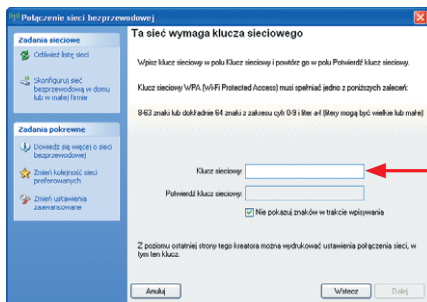 Połączenie sieci bezprzewodowej
Zadania sieciowe
Odśwież listę sieci
Skonfiguruj sieć
bezprzewodową w domu
lub w małej firmie
Zadania pokrewne
Dowiedz się więcej o sieci
bezprzewodowej
Zmień kolejność sieci
preferowanych
Zmień ustawienia
zaawansowane
Ta sieć wymaga klucza sieciowego
Wpisz klucz sieciowy w polu Klucz sieciowy i powtórz go w polu Potwierdź klucz sieciowy.
Klucz sieciowy WPA (Wi-Fi Protected Access) musi spełniać jedno z poniższych zaleceń:
8-63 znaki lub dokładnie 64 znaki z zakresu cyfr 0-9 i liter a-f (litery mogą być wielkie lub małe)
Klucz sieciowy:
Potwierdź klucz sieciowy:
Nie pokazuj znaków w trakcie wpisywania
Z poziomu ostatniej strony tego kreatora można wydrukować ustawienia połączenia sieci, w
tym ten klucz.
Anuluj
Wstecz
Dalej